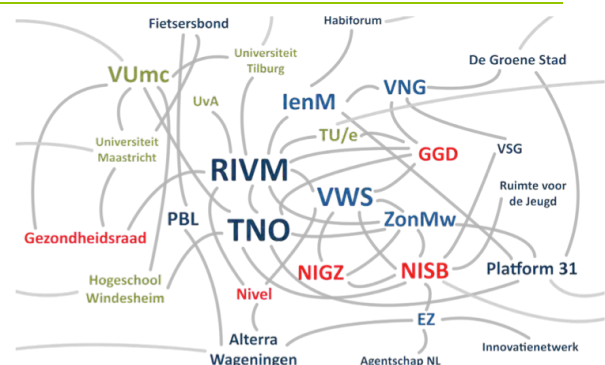 Fietsersbond
Habiforum
Universiteit
Tilburg
De Groene Stad
VUmc
VNG
IenM
UvA
TU/e
Universiteit
Maastricht
GGD
VSG
RIVM
VWS
Ruimte voor
de Jeugd
PBL
TNO
ZonMw
Gezondheidsraad
NIGZ
NISB
Platform 31
Hogeschool
Windesheim
Nivel
EZ
Alterra
Wageningen
Innovatienetwerk
Agentschap NL